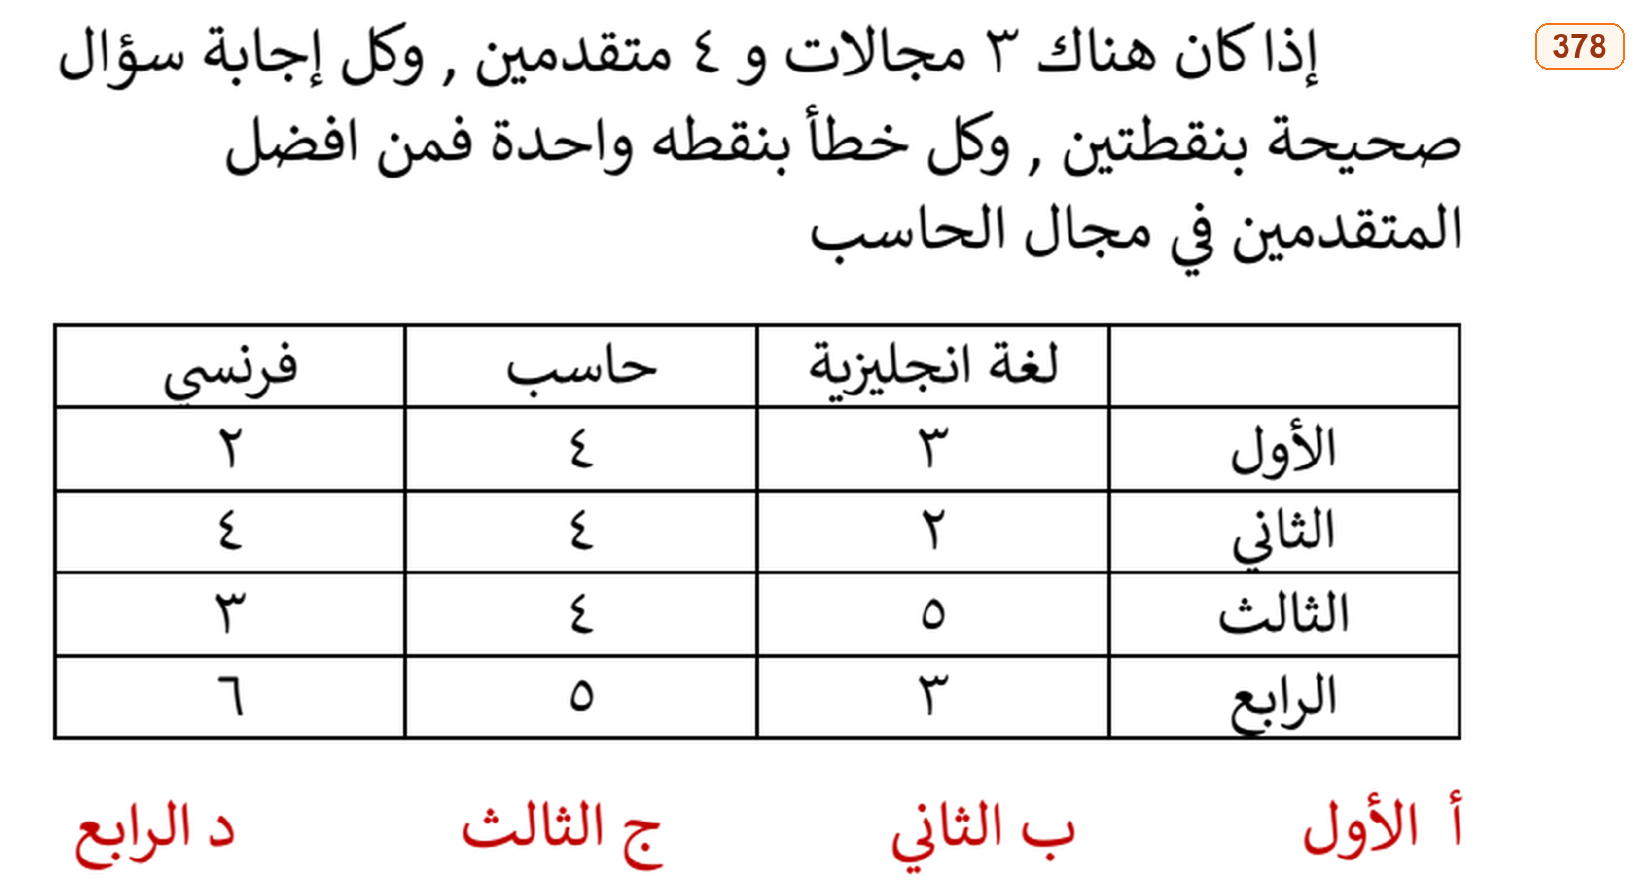 378
إذا كان هناك ٣ مجالات و ٤ متقدمين , وكل إجابة سؤال
صحيحة بنقطتين , وكل خطأ بنقطه واحدة فمن افضل
المتقدمين في مجال الحاسب
لغة انجليزية حاسب فرنسي
الأول ٣ ٤ ٢
الثاني ٢ ٤ ٤
الثالث ٥ ٤ ٣
الرابع ٣ ٥ ٦
أ الأول ب الثاني ج الثالث د الرابع